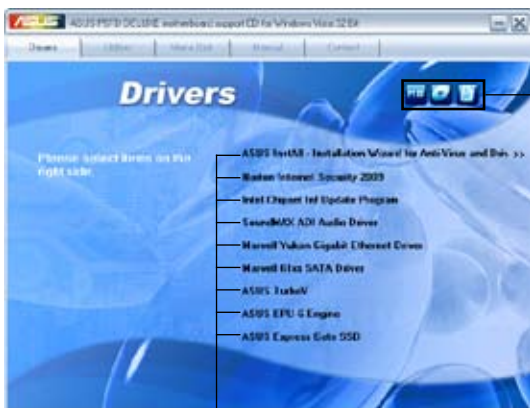 ASUS P6TD DELUXE motherboard support CD for Windows Vista 32 Bit
Drivers Utilities Make Disk Manual Contact
Drivers
Please select items on the
right side.
ASUS InstAll - Installation Wizard for Anti-Virus and Driv >>
Norton Internet Security 2009
Intel Chipset Inf Update Program
SoundMAX ADI Audio Driver
Marvell Yukon Gigabit Ethernet Driver
Marvell 61xx SATA Driver
ASUS TurboV
ASUS EPU-6 Engine
ASUS Express Gate SSD